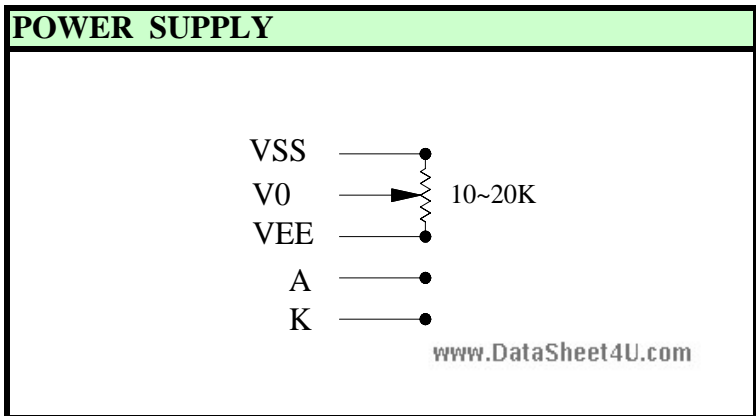 POWER SUPPLY
VSS
V0 10~20K
VEE
A
K
www.DataSheet4U.com